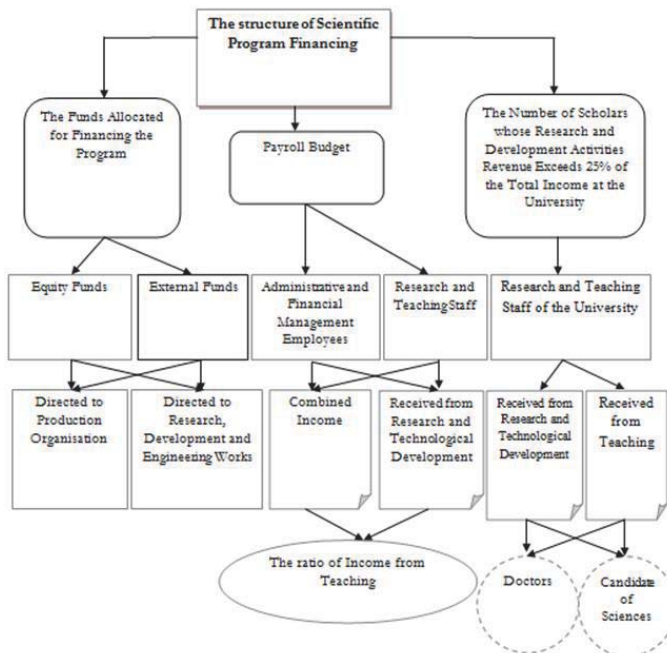 The structure of Scientific
Program Financing
The Funds Allocated
for Financing the
Program
Payroll Budget
The Number of Scholars
whose Research and
Development Activities
Revenue Exceeds 25% of
the Total Income at the
University
Equity Funds
External Funds
Administrative and
Financial
Management
Employees
Research and
TeachingStaff
Research and Teaching
Staff of the University
Directed to
Production
Organisation
Directed to
Research,
Development and
Engineering Works
Combined
Income
Received from
Research and
Technological
Development
Received from
Research and
Technological
Development
Received
from
Teaching
The ratio of Income from
Teaching
Doctors
Candidate
of
Sciences